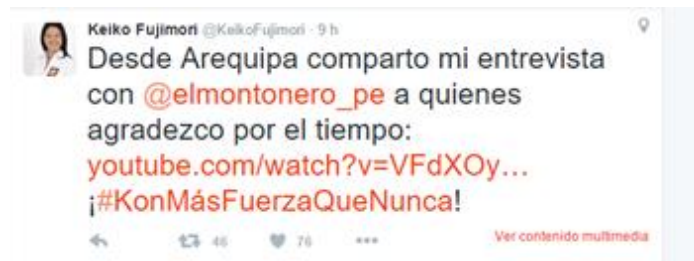 Keiko Fujimori @KeikoFujimori · 9 h
Desde Arequipa comparto mi entrevista
con @elmontonero_pe a quienes
agradezco por el tiempo:
youtube.com/watch?v=VFdXOy...
¡#KonMásFuerzaQueNunca!
46 76 Ver contenido multimedia